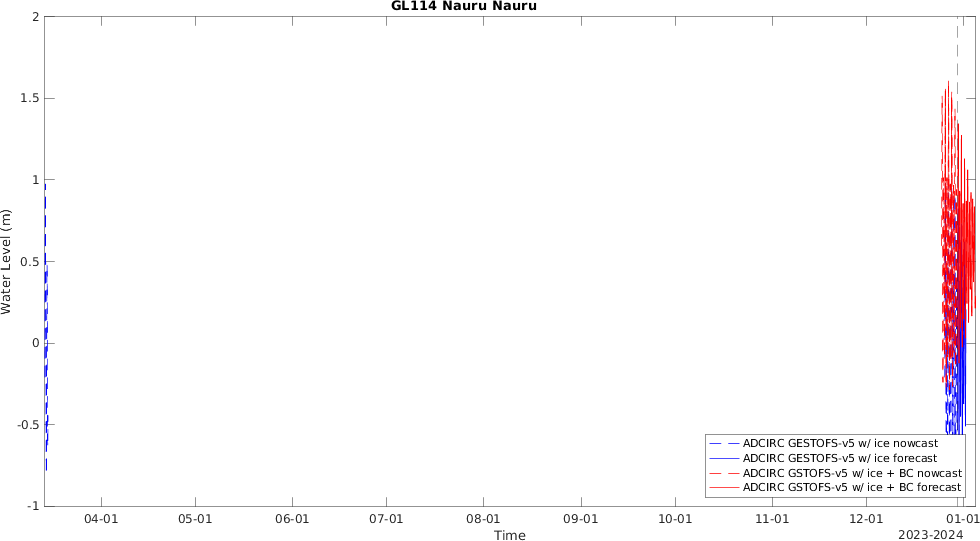 GL114 Nauru Nauru
2
1.5
1
0.5
0
-0.5
-1
Water Level (m)
04-01 05-01 06-01 07-01 08-01 09-01 10-01 11-01 12-01 01-01
Time
2023-2024
ADCIRC GESTOFS-v5 w/ ice nowcast
ADCIRC GESTOFS-v5 w/ ice forecast
ADCIRC GSTOFS-v5 w/ ice + BC nowcast
ADCIRC GSTOFS-v5 w/ ice + BC forecast